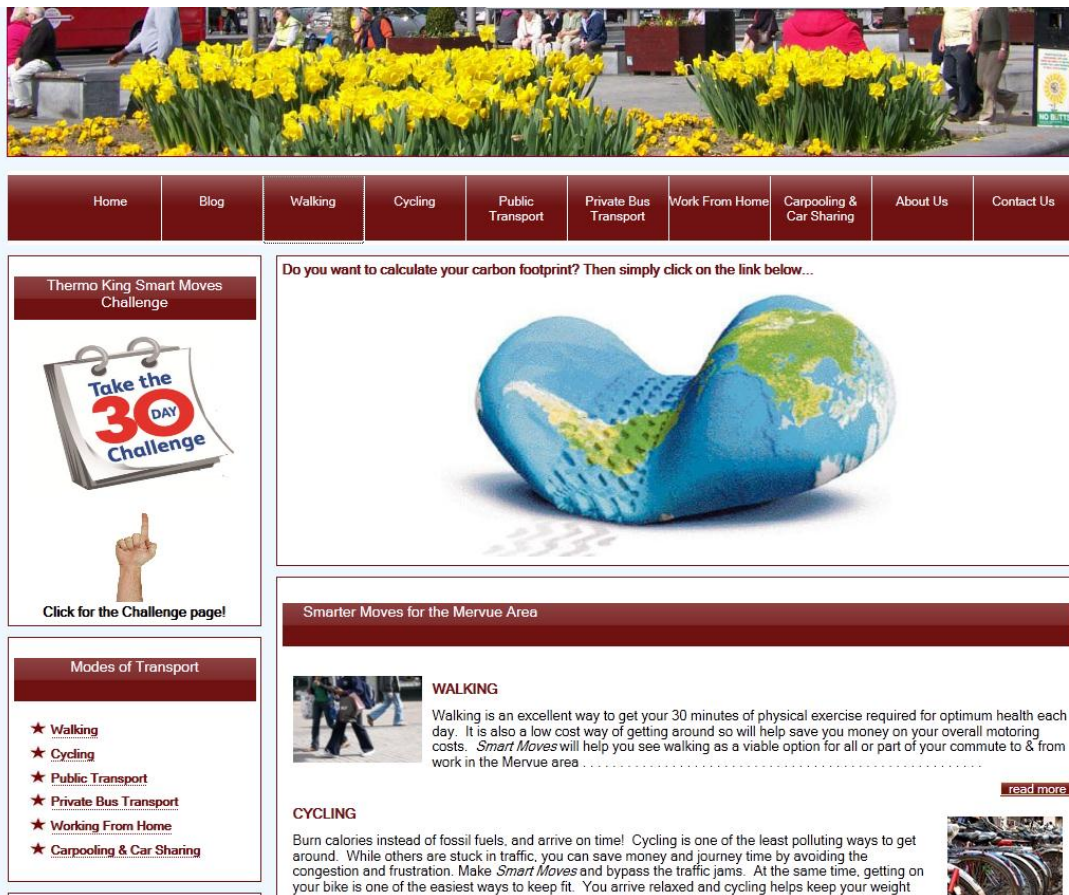 NO BUTTS
Home
Blog
Walking
Cycling
Public
Transport
Private Bus
Transport
Work From Home
Carpooling &
Car Sharing
About Us
Contact Us
Thermo King Smart Moves
Challenge
Take the
30 DAY
Challenge
Click for the Challenge page!
Modes of Transport
Walking
Cycling
Public Transport
Private Bus Transport
Working From Home
Carpooling & Car Sharing
Do you want to calculate your carbon footprint? Then simply click on the link below...
Smarter Moves for the Mervue Area
WALKING
Walking is an excellent way to get your 30 minutes of physical exercise required for optimum health each
day. It is also a low cost way of getting around so will help save you money on your overall motoring
costs. Smart Moves will help you see walking as a viable option for all or part of your commute to & from
work in the Mervue area . . . . . . . . . . . . . . . . . . . . . . . . . . . . . . . . . . . . . . . . . . . . . . . . . . . . . .
read more
CYCLING
Burn calories instead of fossil fuels, and arrive on time! Cycling is one of the least polluting ways to get
around. While others are stuck in traffic, you can save money and journey time by avoiding the
congestion and frustration. Make Smart Moves and bypass the traffic jams. At the same time, getting on
your bike is one of the easiest ways to keep fit. You arrive relaxed and cycling helps keep your weight